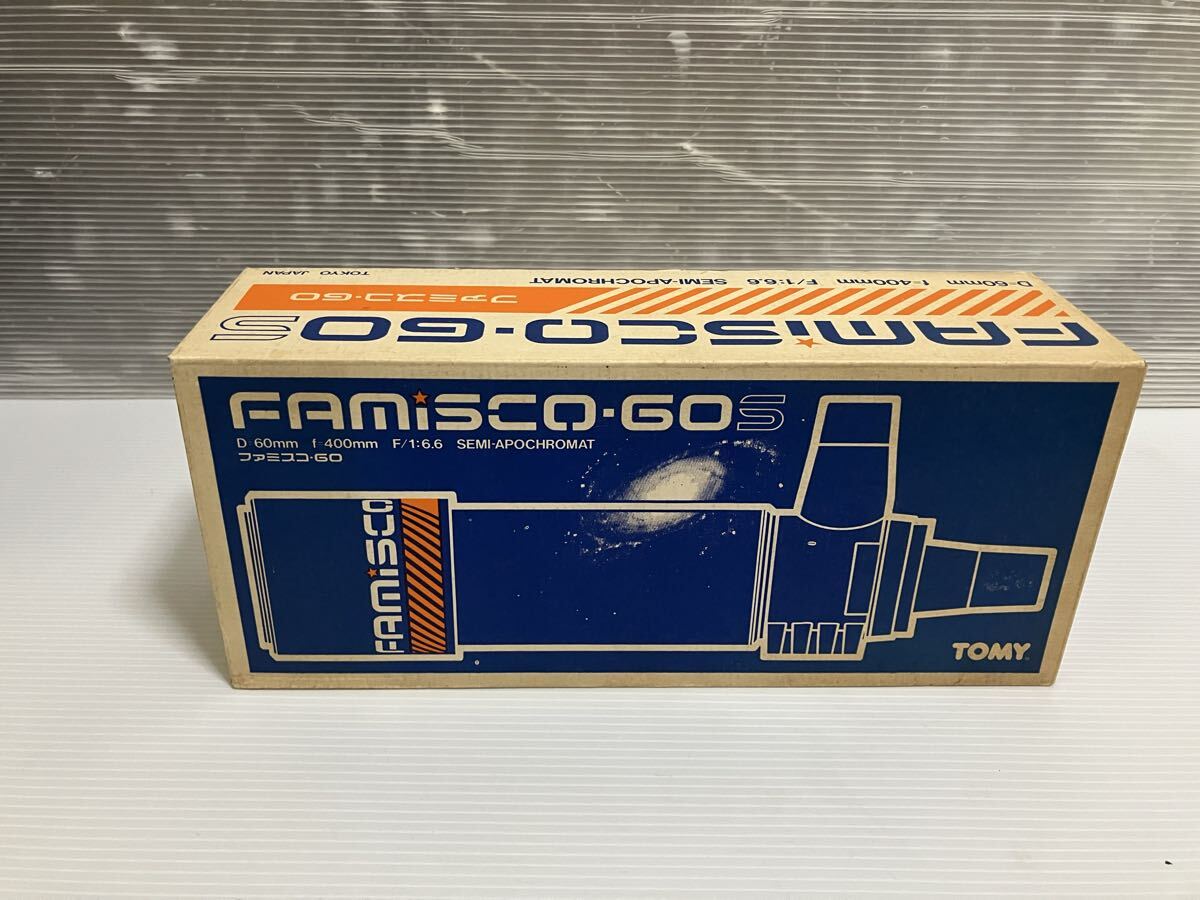 TOKYO JAPAN
D=60mm f=400mm F/1:6.6 SEMI-APOCHROMAT
ファミスコ・60
FAMiSCO・60S
FAMiSCO・60S
D=60mm f=400mm F/1:6.6 SEMI-APOCHROMAT
ファミスコ・60
FAMiSCO
TOMY